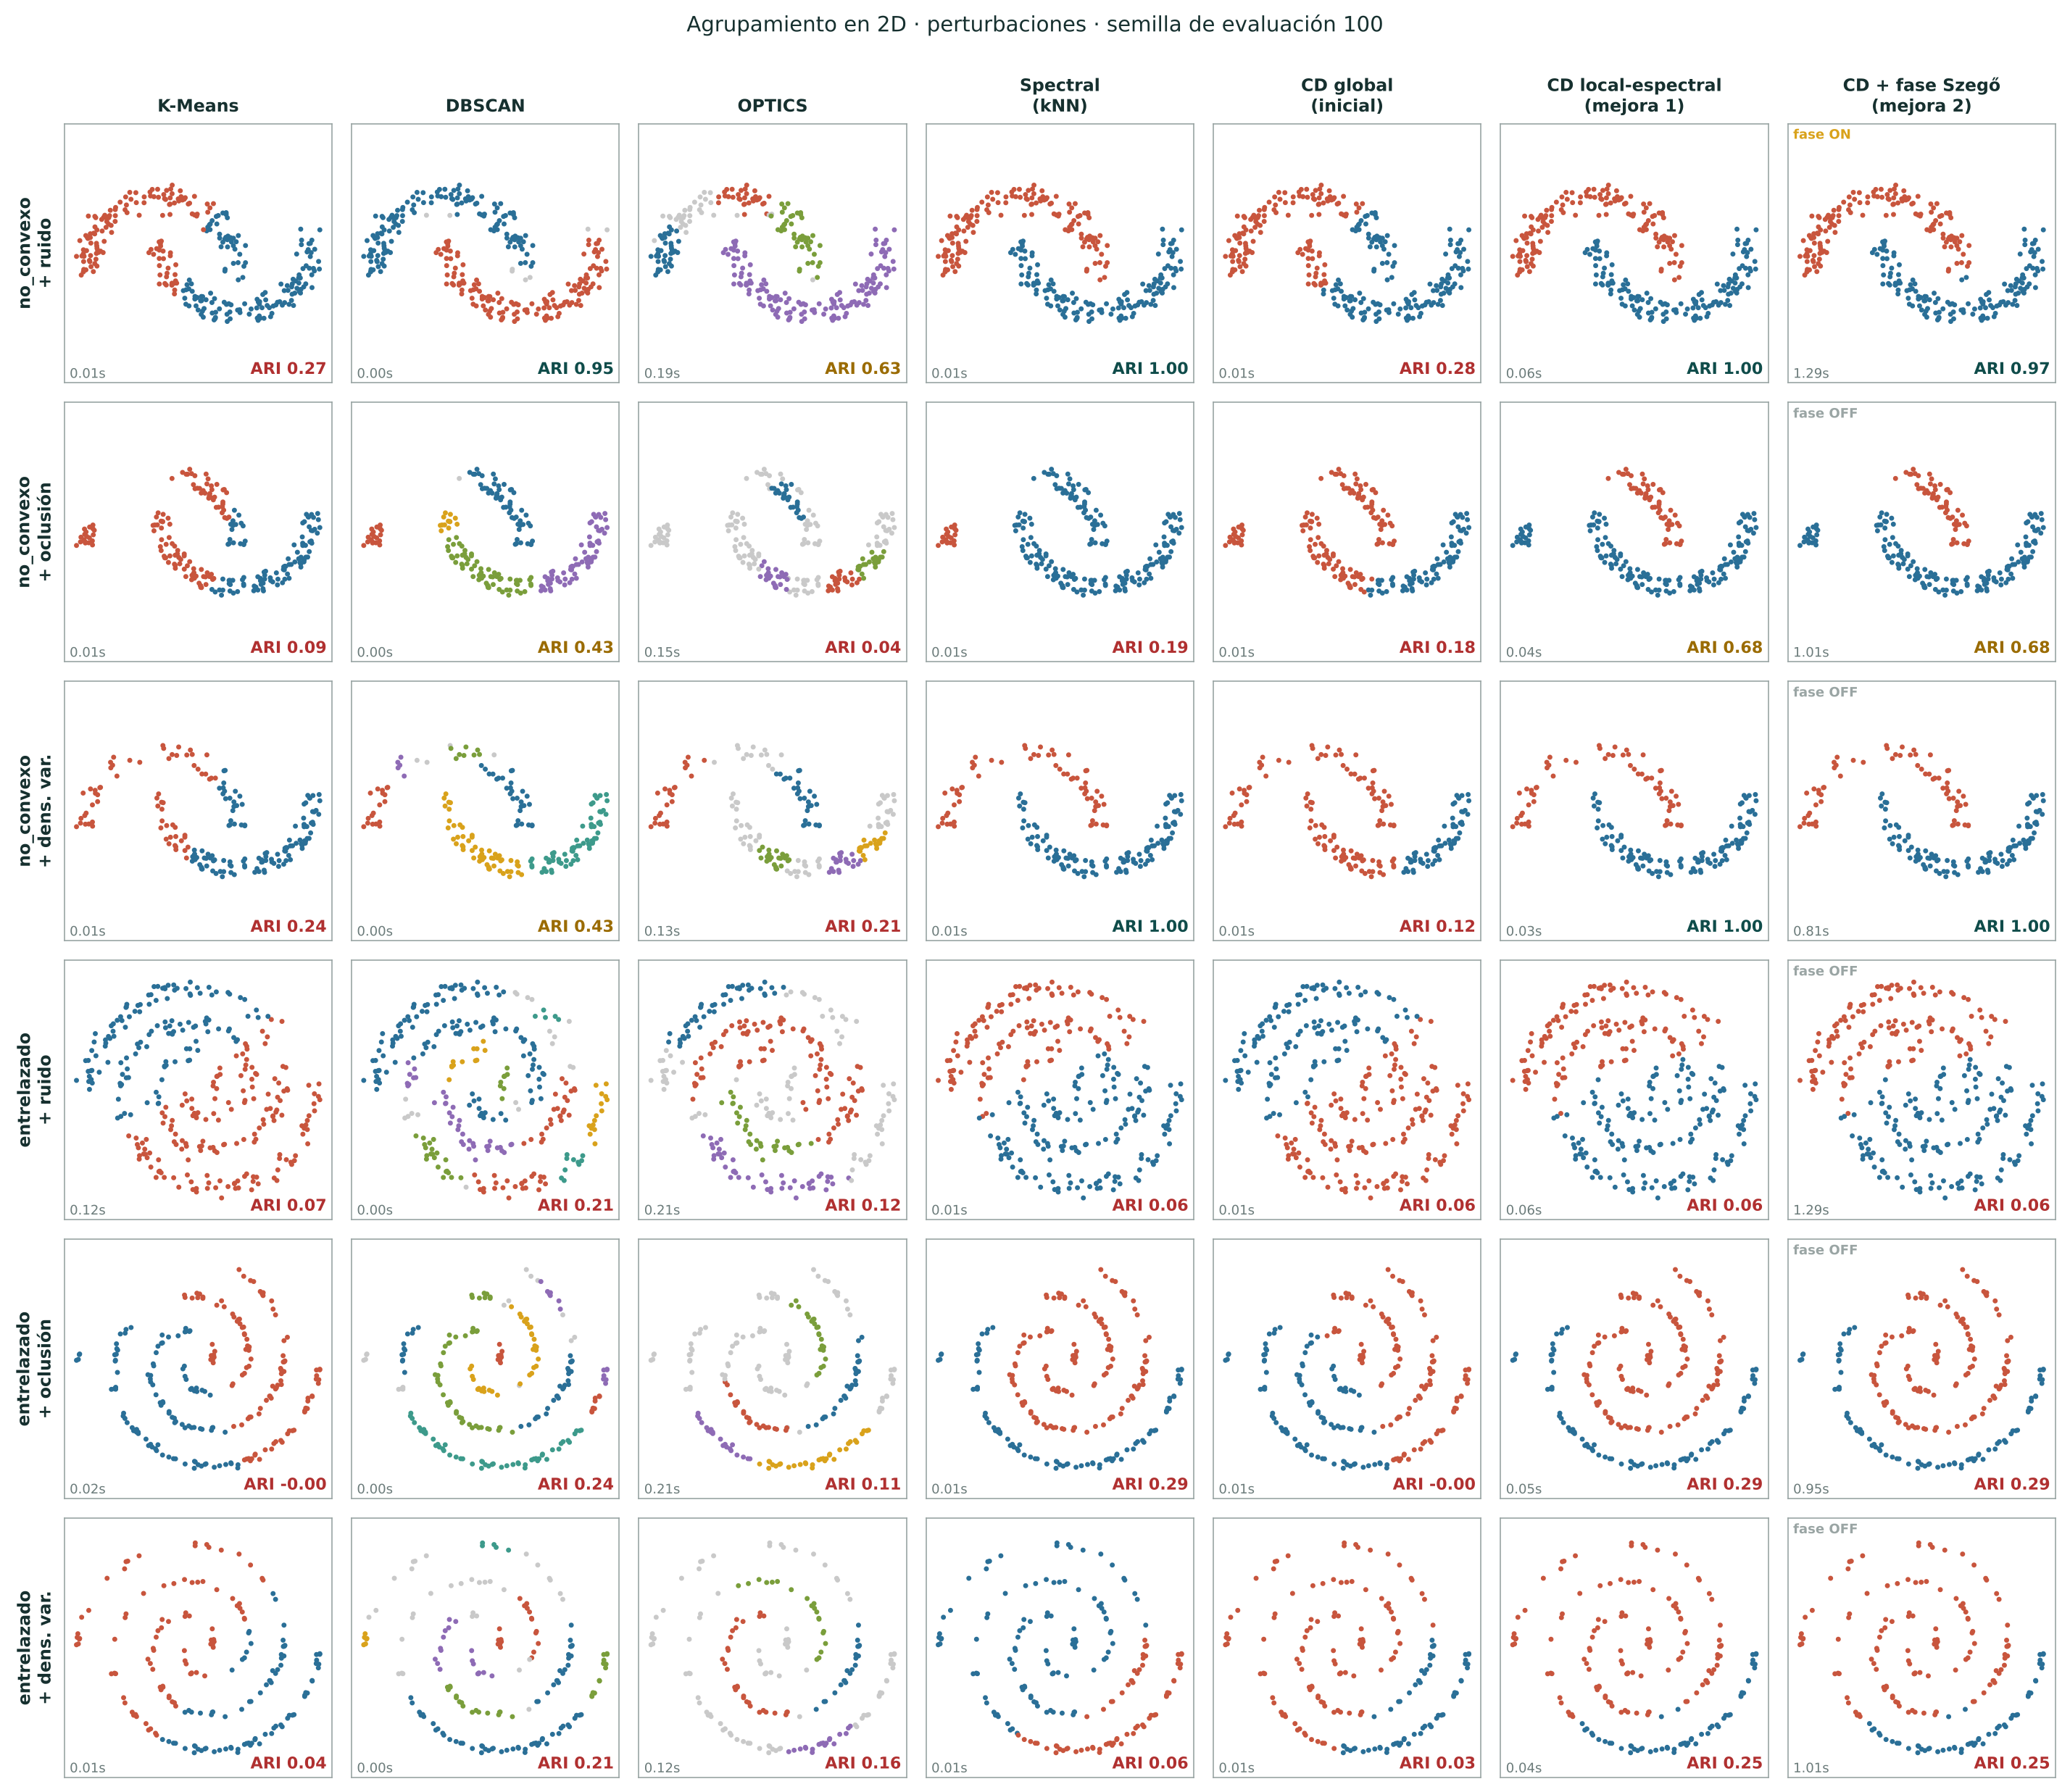 Agrupamiento en 2D · perturbaciones · semilla de evaluación 100
K-Means
DBSCAN
OPTICS
Spectral
(kNN)
CD global
(inicial)
CD local-espectral
(mejora 1)
CD + fase Szegő
(mejora 2)
no_convexo
+ ruido
0.01s
ARI 0.27
0.00s
ARI 0.95
0.19s
ARI 0.63
0.01s
ARI 1.00
0.01s
ARI 0.28
0.06s
ARI 1.00
fase ON
1.29s
ARI 0.97
no_convexo
+ oclusión
0.01s
ARI 0.09
0.00s
ARI 0.43
0.15s
ARI 0.04
0.01s
ARI 0.19
0.01s
ARI 0.18
0.04s
ARI 0.68
fase OFF
1.01s
ARI 0.68
no_convexo
+ dens. var.
0.01s
ARI 0.24
0.00s
ARI 0.43
0.13s
ARI 0.21
0.01s
ARI 1.00
0.01s
ARI 0.12
0.03s
ARI 1.00
fase OFF
0.81s
ARI 1.00
entrelazado
+ ruido
0.12s
ARI 0.07
0.00s
ARI 0.21
0.21s
ARI 0.12
0.01s
ARI 0.06
0.01s
ARI 0.06
0.06s
ARI 0.06
fase OFF
1.29s
ARI 0.06
entrelazado
+ oclusión
0.02s
ARI -0.00
0.00s
ARI 0.24
0.21s
ARI 0.11
0.01s
ARI 0.29
0.01s
ARI -0.00
0.05s
ARI 0.29
fase OFF
0.95s
ARI 0.29
entrelazado
+ dens. var.
0.01s
ARI 0.04
0.00s
ARI 0.21
0.12s
ARI 0.16
0.01s
ARI 0.06
0.01s
ARI 0.03
0.04s
ARI 0.25
fase OFF
1.01s
ARI 0.25